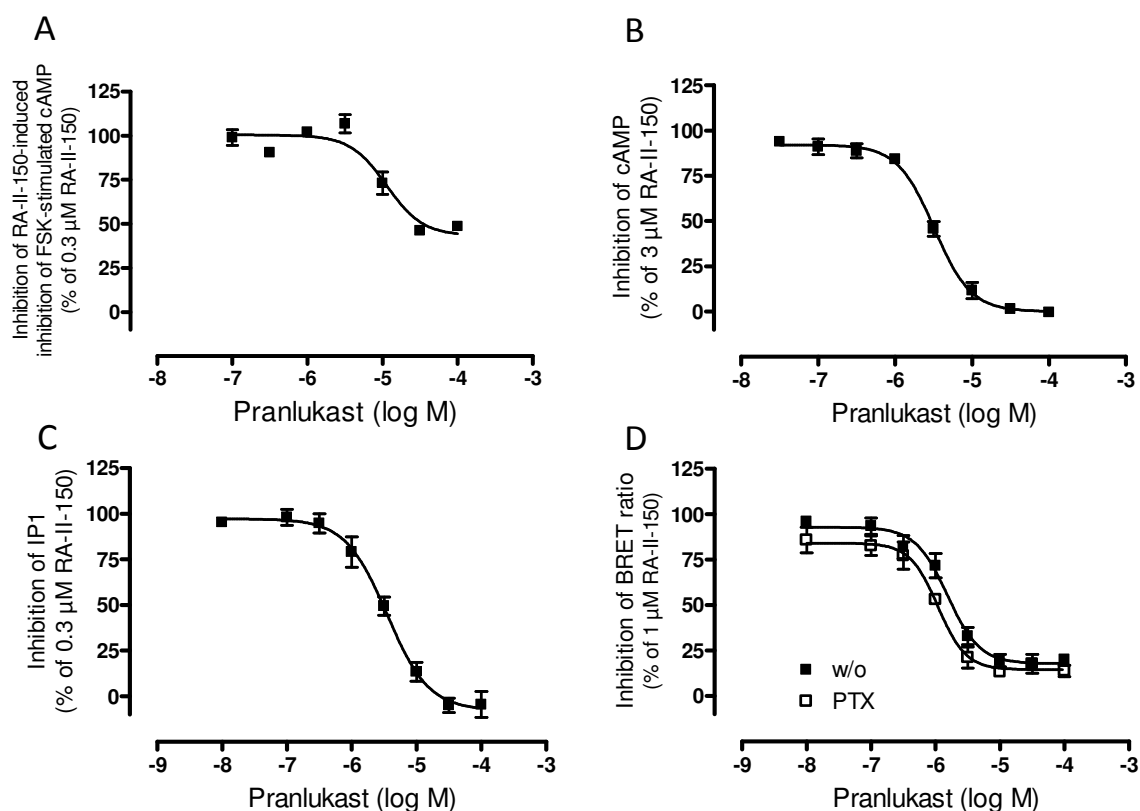 A
Inhibition of RA-II-150-induced
inhibition of FSK-stimulated cAMP
(% of 0.3 µM RA-II-150)
125
100
75
50
25
0
-8 -7 -6 -5 -4 -3
Pranlukast (log M)
B
Inhibition of cAMP
(% of 3 µM RA-II-150)
125
100
75
50
25
0
-8 -7 -6 -5 -4 -3
Pranlukast (log M)
C
Inhibition of IP1
(% of 0.3 µM RA-II-150)
125
100
75
50
25
0
-9 -8 -7 -6 -5 -4 -3
Pranlukast (log M)
D
Inhibition of BRET ratio
(% of 1 µM RA-II-150)
125
100
75
50
25
0
w/o
PTX
-9 -8 -7 -6 -5 -4 -3
Pranlukast (log M)